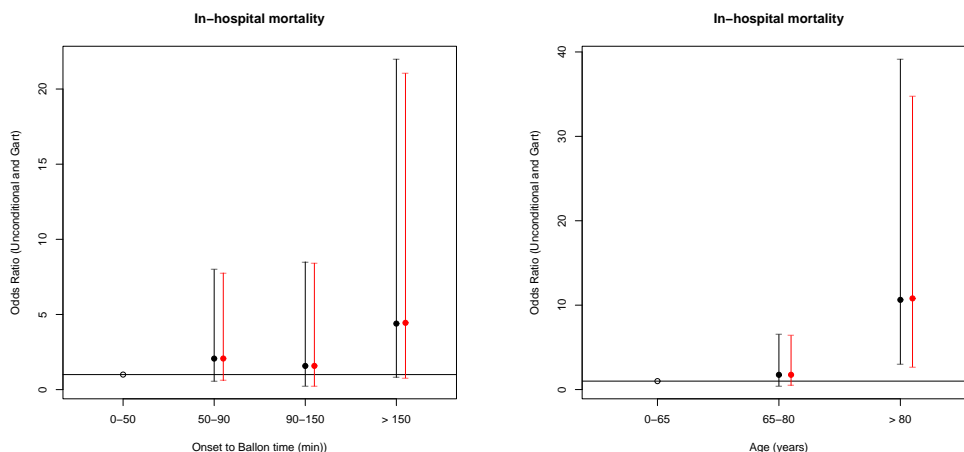 In−hospital mortality
Odds Ratio (Unconditional and Gart)
20
15
10
5
0
0−50
50−90
90−150
> 150
Onset to Ballon time (min))
In−hospital mortality
Odds Ratio (Unconditional and Gart)
40
30
20
10
0
0−65
65−80
> 80
Age (years)